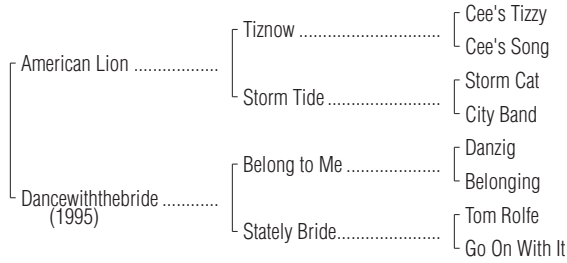 Cee's Tizzy
Tiznow ................................
Cee's Song
American Lion ...................
Storm Cat
Storm Tide .........................
City Band
Danzig
Belong to Me .....................
Belonging
Dancewiththebride ............
(1995)
Tom Rolfe
Stately Bride.......................
Go On With It